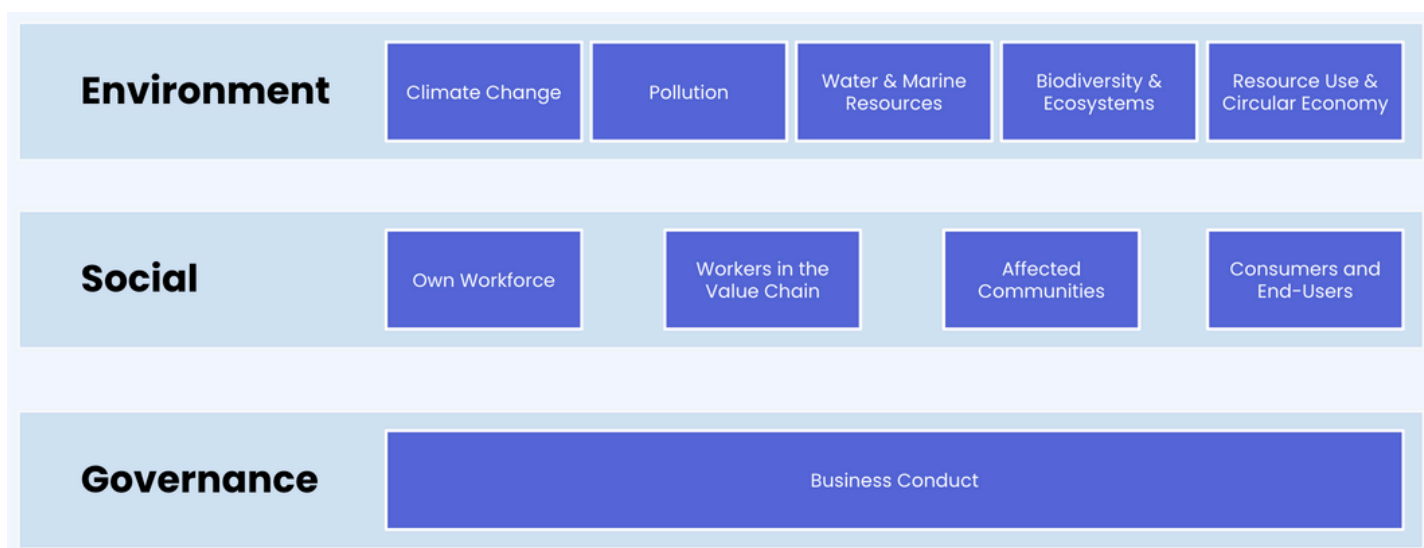 Environment
Climate Change
Pollution
Water & Marine
Resources
Biodiversity &
Ecosystems
Resource Use &
Circular Economy
Social
Own Workforce
Workers in the
Value Chain
Affected
Communities
Consumers and
End-Users
Governance
Business Conduct